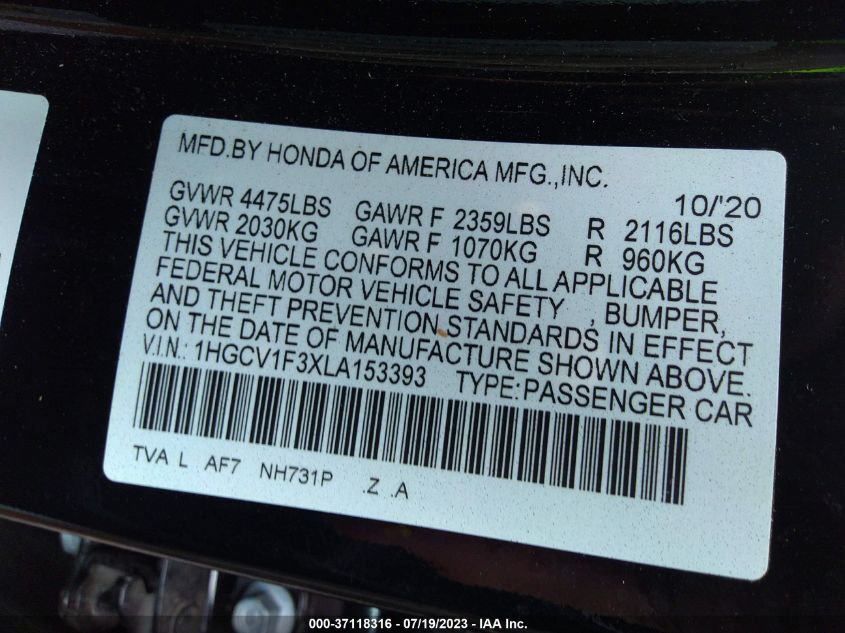 MFD.BY HONDA OF AMERICA MFG.,INC.
10/'20
GVWR 4475LBS GAWR F 2359LBS R 2116LBS
GVWR 2030KG GAWR F 1070KG R 960KG
THIS VEHICLE CONFORMS TO ALL APPLICABLE
FEDERAL MOTOR VEHICLE SAFETY , BUMPER,
AND THEFT PREVENTION STANDARDS IN EFFECT
ON THE DATE OF MANUFACTURE SHOWN ABOVE.
V.I.N.: 1HGCV1F3XLA153393 TYPE:PASSENGER CAR
TVA L AF7 NH731P .Z .A
000-37118316 - 07/19/2023 - IAA Inc.